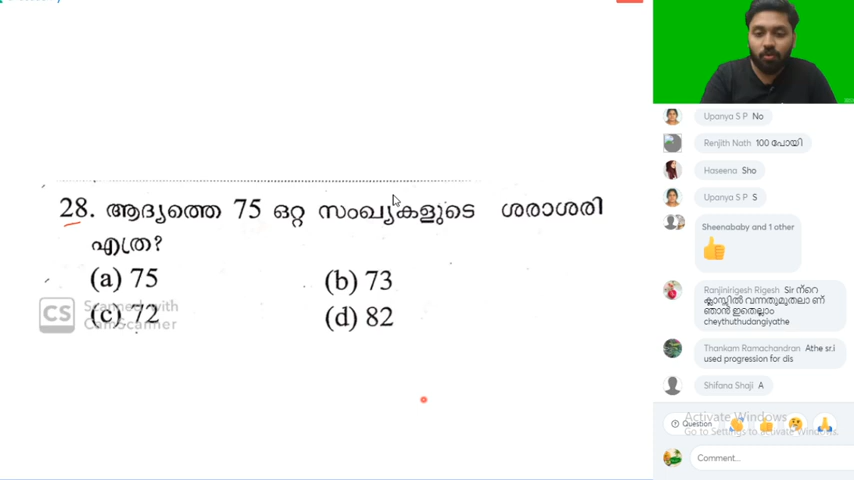 28. ആദ്യത്തെ 75 ഒറ്റ സംഖ്യകളുടെ ശരാശരി
എത്ര?
(a) 75 (b) 73
(c) 72 (d) 82
CS Scanned with
CamScanner
Upanya S P No
Renjith Nath 100 പോയി
Haseena Sho
Upanya S P S
Sheenababy and 1 other
Ranjinirigesh Rigesh Sir ന്റെ
ക്ലാസ്സിൽ വന്നതുമുതലാ ണ്
ഞാൻ ഇതെല്ലാം
cheythuthudangiyathe
Thankam Ramachandran Athe sr.i
used progression for dis
Shifana Shaji A
Activate Windows
Go to Settings to activate Windows.
Question
Comment...